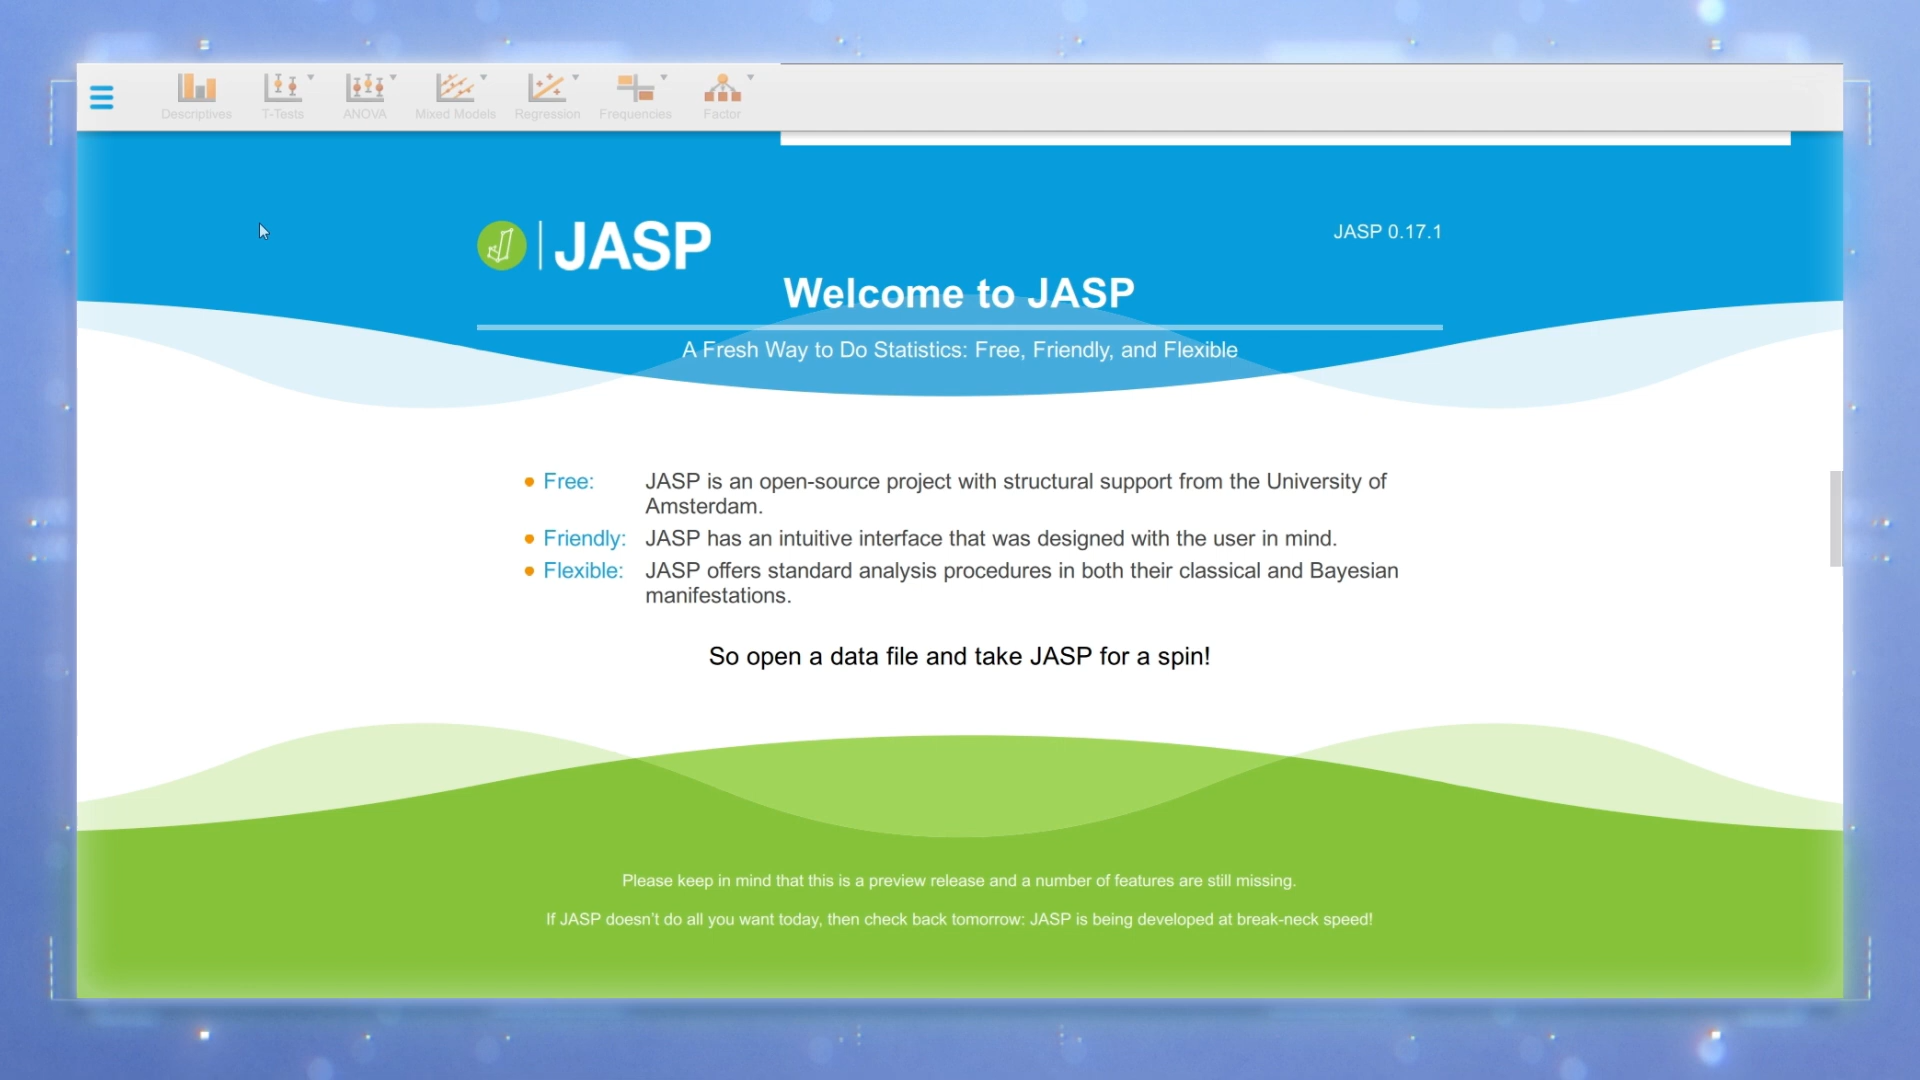 Descriptives T-Tests ANOVA Mixed Models Regression Frequencies Factor
JASP
JASP 0.17.1
Welcome to JASP
A Fresh Way to Do Statistics: Free, Friendly, and Flexible
Free: JASP is an open-source project with structural support from the University of
Amsterdam.
Friendly: JASP has an intuitive interface that was designed with the user in mind.
Flexible: JASP offers standard analysis procedures in both their classical and Bayesian
manifestations.
So open a data file and take JASP for a spin!
Please keep in mind that this is a preview release and a number of features are still missing.
If JASP doesn't do all you want today, then check back tomorrow: JASP is being developed at break-neck speed!